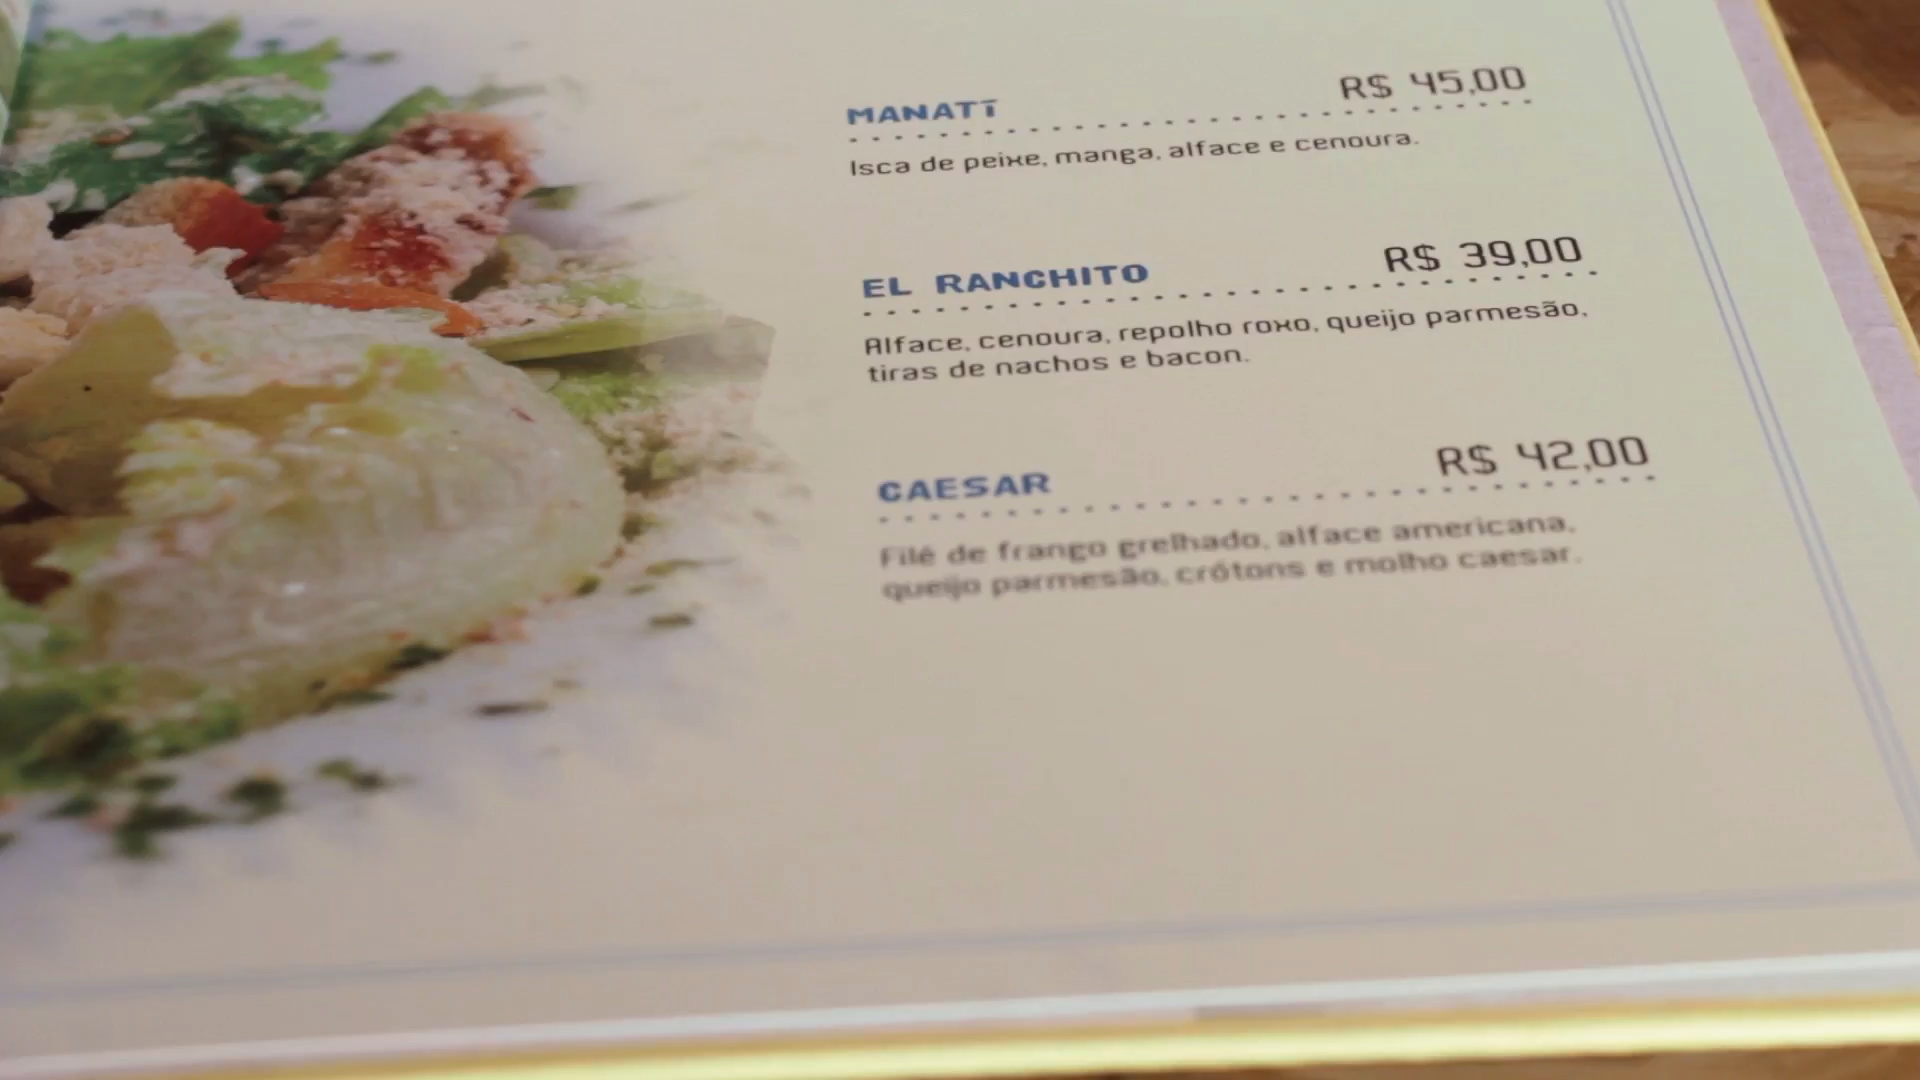 MANATÍ R$ 45,00
Isca de peixe, manga, alface e cenoura.
EL RANCHITO R$ 39,00
Alface, cenoura, repolho roxo, queijo parmesão,
tiras de nachos e bacon.
CAESAR R$ 42,00
Filé de frango grelhado, alface americana,
queijo parmesão, crótons e molho caesar.